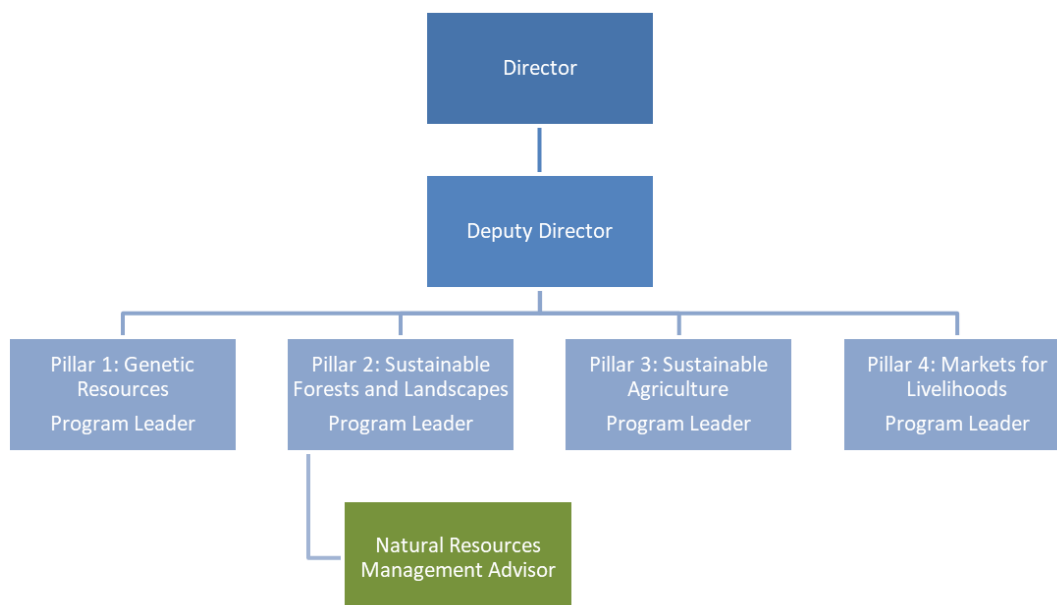 Director
Deputy Director
Pillar 1: Genetic
Resources
Program Leader
Pillar 2: Sustainable
Forests and Landscapes
Program Leader
Pillar 3: Sustainable
Agriculture
Program Leader
Pillar 4: Markets for
Livelihoods
Program Leader
Natural Resources
Management Advisor